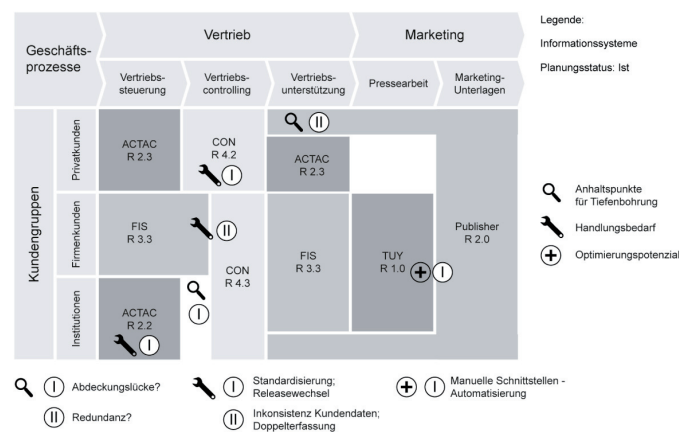 Geschäfts-
prozesse
Vertrieb
Marketing
Vertriebs-
steuerung
Vertriebs-
controlling
Vertriebs-
unterstützung
Pressearbeit
Marketing-
Unterlagen
Legende:
Informationssysteme
Planungsstatus: Ist
Kundengruppen
Privatkunden
Firmenkunden
Institutionen
ACTAC
R 2.3
CON
R 4.2
I
II
ACTAC
R 2.3
FIS
R 3.3
II
CON
R 4.3
I
FIS
R 3.3
TUY
R 1.0
I
Publisher
R 2.0
ACTAC
R 2.2
I
Anhaltspunkte
für Tiefenbohrung
Handlungsbedarf
Optimierungspotenzial
I Abdeckungslücke?
II Redundanz?
I Standardisierung;
Releasewechsel
II Inkonsistenz Kundendaten;
Doppelterfassung
I Manuelle Schnittstellen -
Automatisierung